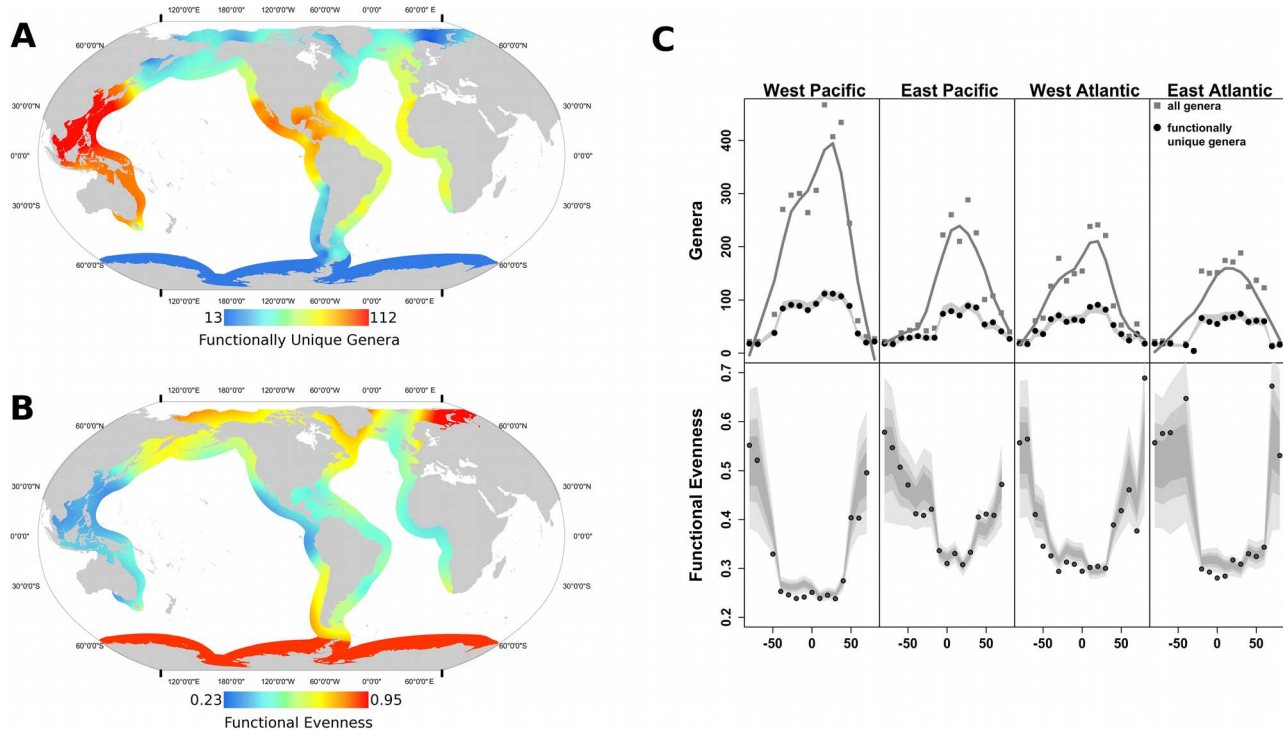 A
120°0'0"E 180°0'0" 120°0'0"W 60°0'0"W 0°0'0" 60°0'0"E
60°0'0"N
60°0'0"N
30°0'0"N
30°0'0"N
0°0'0"
0°0'0"
30°0'0"S
30°0'0"S
60°0'0"S
60°0'0"S
120°0'0"E 180°0'0" 120°0'0"W 60°0'0"W 0°0'0" 60°0'0"E
13 112
Functionally Unique Genera
B
120°0'0"E 180°0'0" 120°0'0"W 60°0'0"W 0°0'0" 60°0'0"E
60°0'0"N
60°0'0"N
30°0'0"N
30°0'0"N
0°0'0"
0°0'0"
30°0'0"S
30°0'0"S
60°0'0"S
60°0'0"S
120°0'0"E 180°0'0" 120°0'0"W 60°0'0"W 0°0'0" 60°0'0"E
0.23 0.95
Functional Evenness
C
West Pacific East Pacific West Atlantic East Atlantic
all genera
functionally
unique genera
Genera
400
300
200
100
0
Functional Evenness
0.7
0.6
0.5
0.4
0.3
0.2
-50 0 50 -50 0 50 -50 0 50 -50 0 50